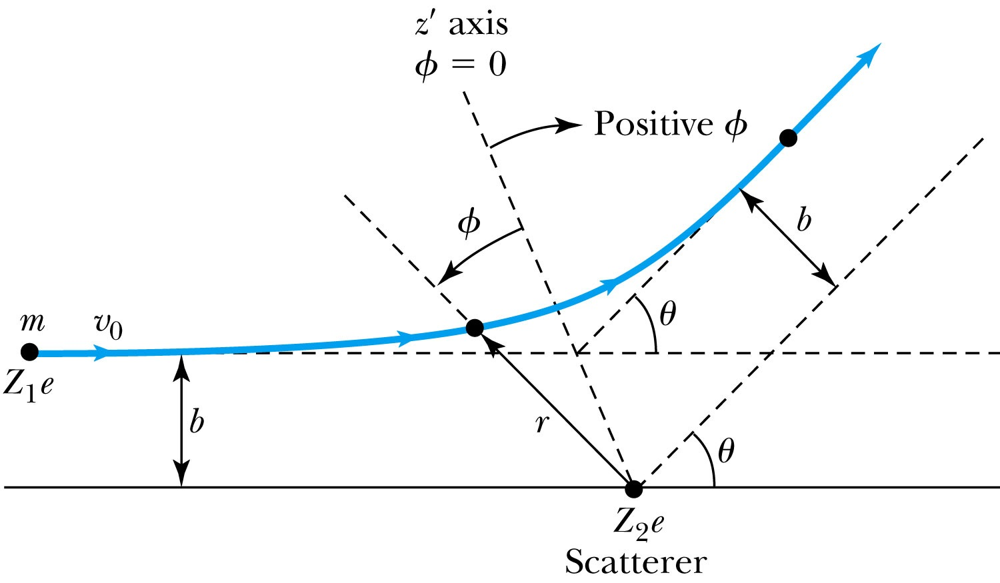 z′ axis
ϕ = 0
Positive ϕ
ϕ
b
θ
m
v₀
Z₁e
b
r
θ
Z₂e
Scatterer